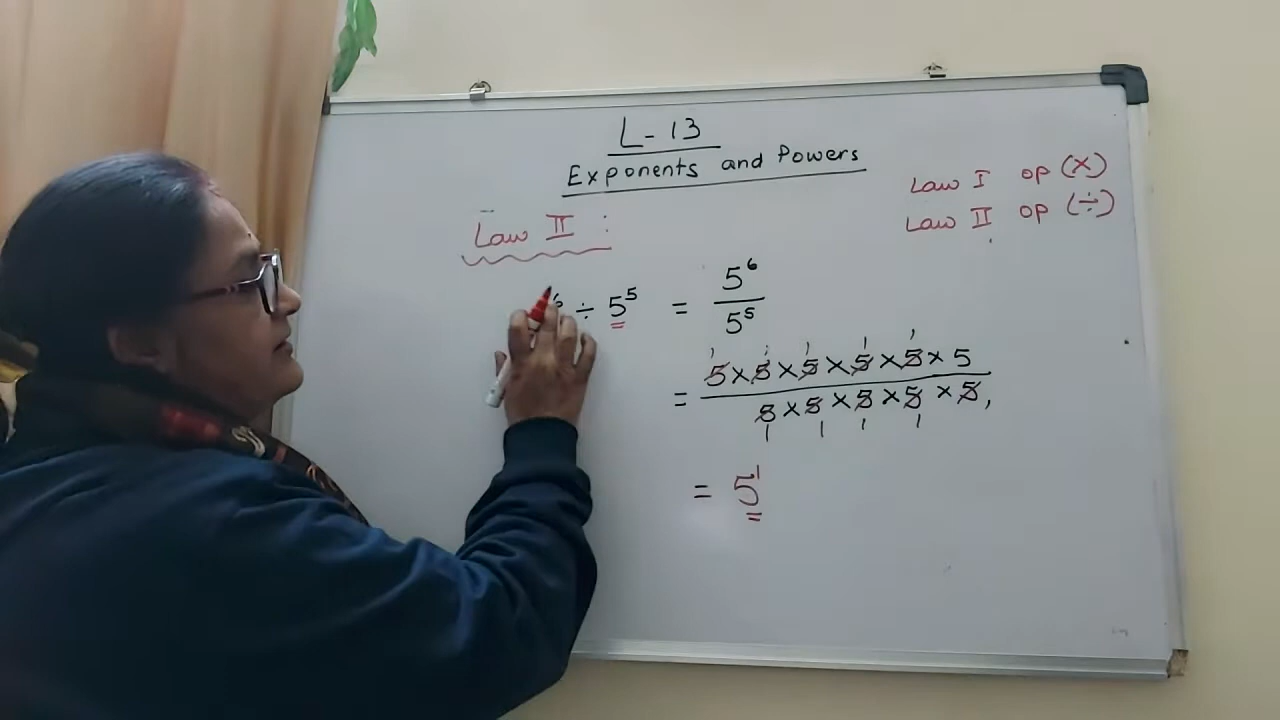 L - 13
Exponents and Powers
Law I op (×)
Law II op (÷)
Law II :
6 ÷ 5⁵ = 5⁶/5⁵
= 5 × 5 × 5 × 5 × 5 × 5 / 5 × 5 × 5 × 5 × 5
= 5¹